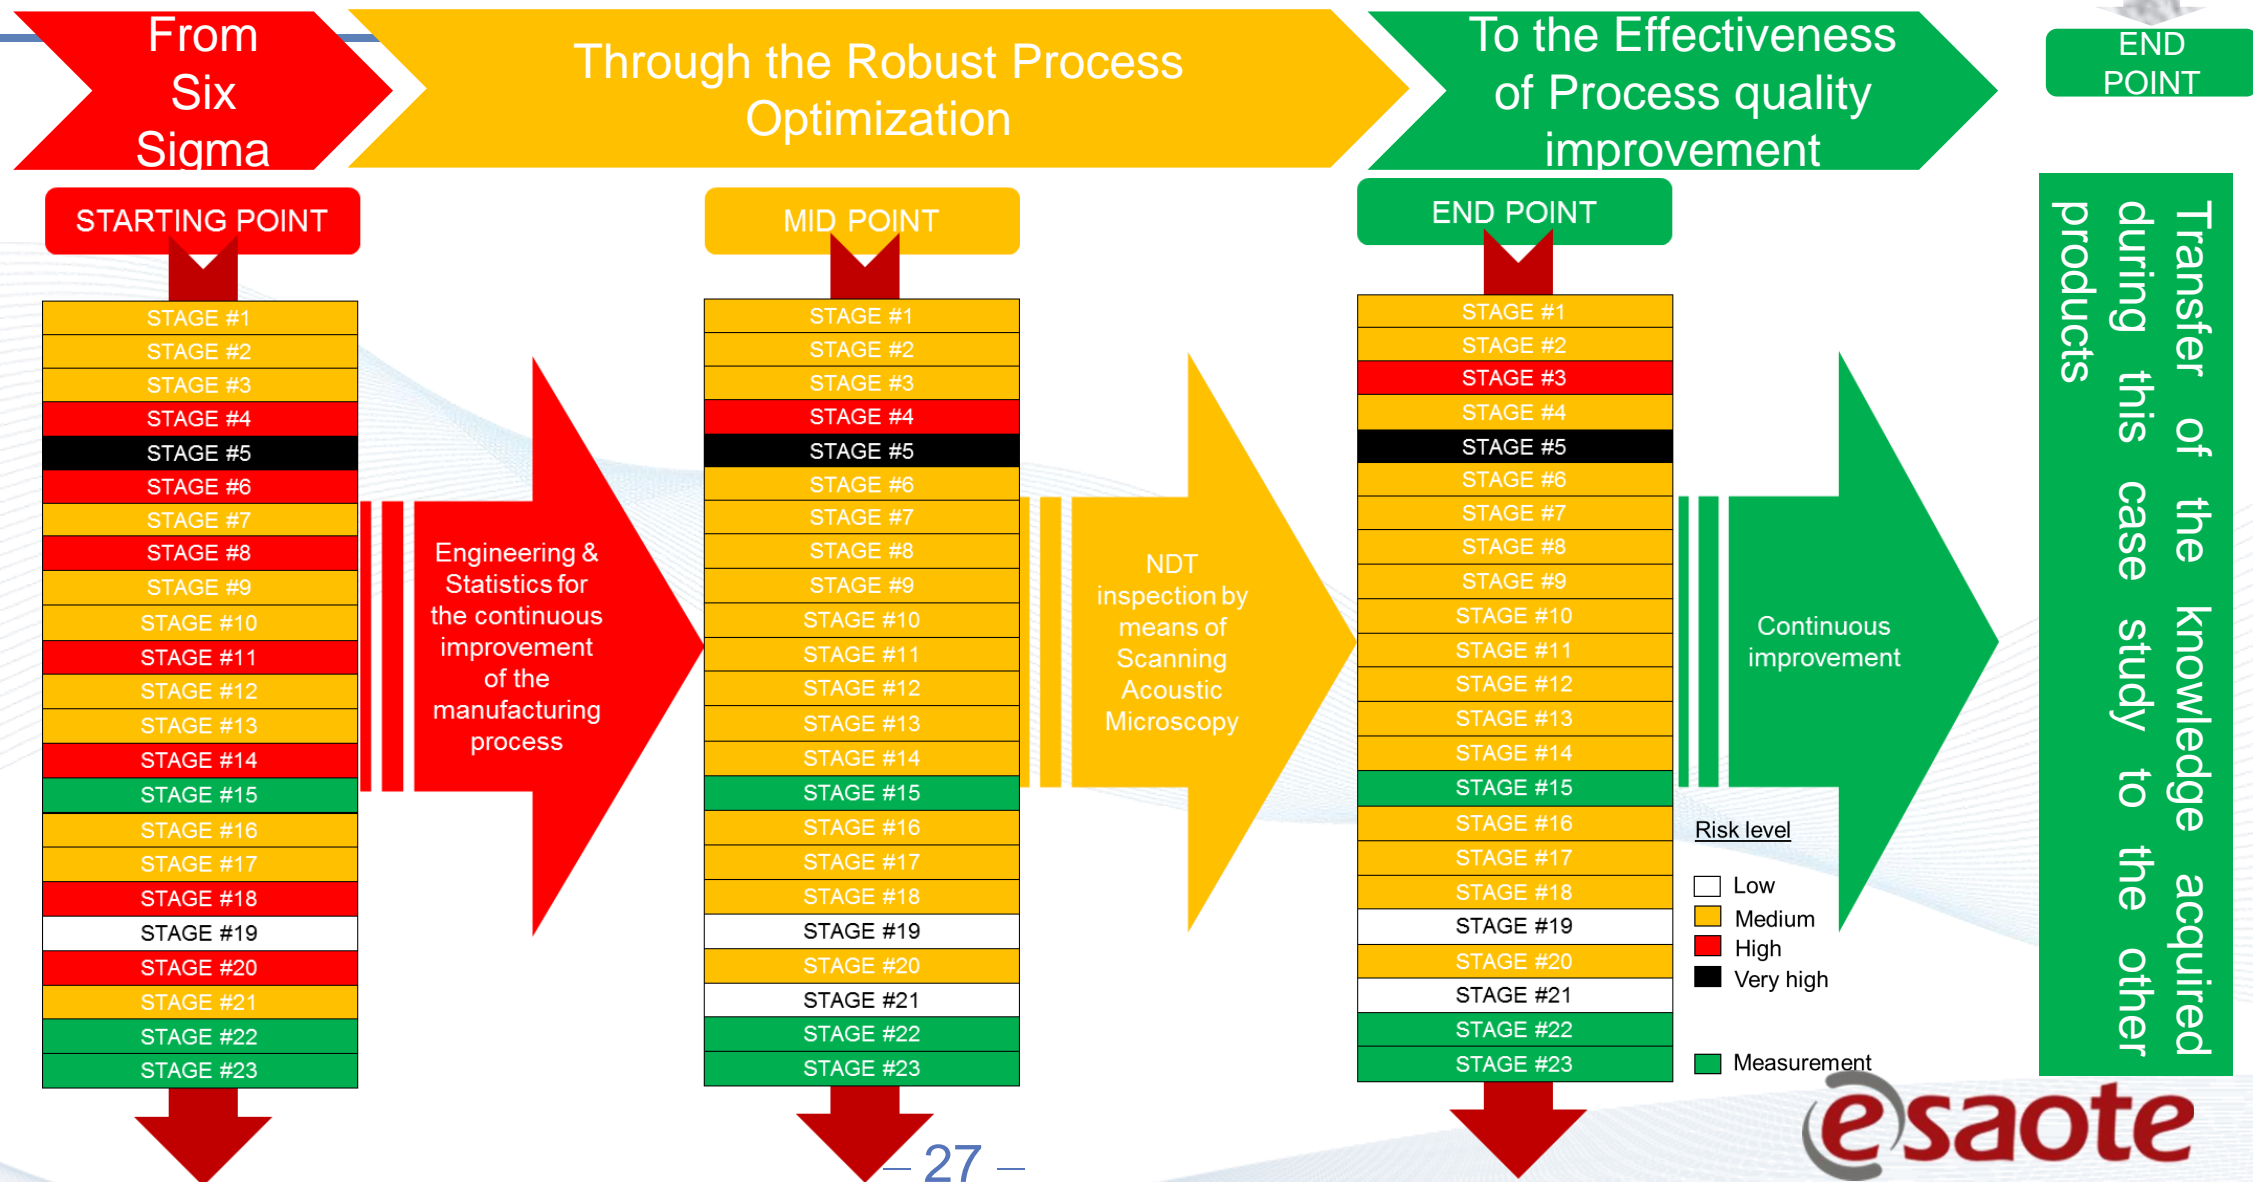 From
Six
Sigma
Through the Robust Process
Optimization
To the Effectiveness
of Process quality
improvement
END
POINT
STARTING POINT
STAGE #1
STAGE #2
STAGE #3
STAGE #4
STAGE #5
STAGE #6
STAGE #7
STAGE #8
STAGE #9
STAGE #10
STAGE #11
STAGE #12
STAGE #13
STAGE #14
STAGE #15
STAGE #16
STAGE #17
STAGE #18
STAGE #19
STAGE #20
STAGE #21
STAGE #22
STAGE #23
Engineering &
Statistics for
the continuous
improvement
of the
manufacturing
process
MID POINT
STAGE #1
STAGE #2
STAGE #3
STAGE #4
STAGE #5
STAGE #6
STAGE #7
STAGE #8
STAGE #9
STAGE #10
STAGE #11
STAGE #12
STAGE #13
STAGE #14
STAGE #15
STAGE #16
STAGE #17
STAGE #18
STAGE #19
STAGE #20
STAGE #21
STAGE #22
STAGE #23
NDT
inspection by
means of
Scanning
Acoustic
Microscopy
END POINT
STAGE #1
STAGE #2
STAGE #3
STAGE #4
STAGE #5
STAGE #6
STAGE #7
STAGE #8
STAGE #9
STAGE #10
STAGE #11
STAGE #12
STAGE #13
STAGE #14
STAGE #15
STAGE #16
STAGE #17
STAGE #18
STAGE #19
STAGE #20
STAGE #21
STAGE #22
STAGE #23
Continuous
improvement
Risk level
Low
Medium
High
Very high
Measurement
Transfer of the knowledge acquired
during this case study to the other
products
– 27 –
esaote